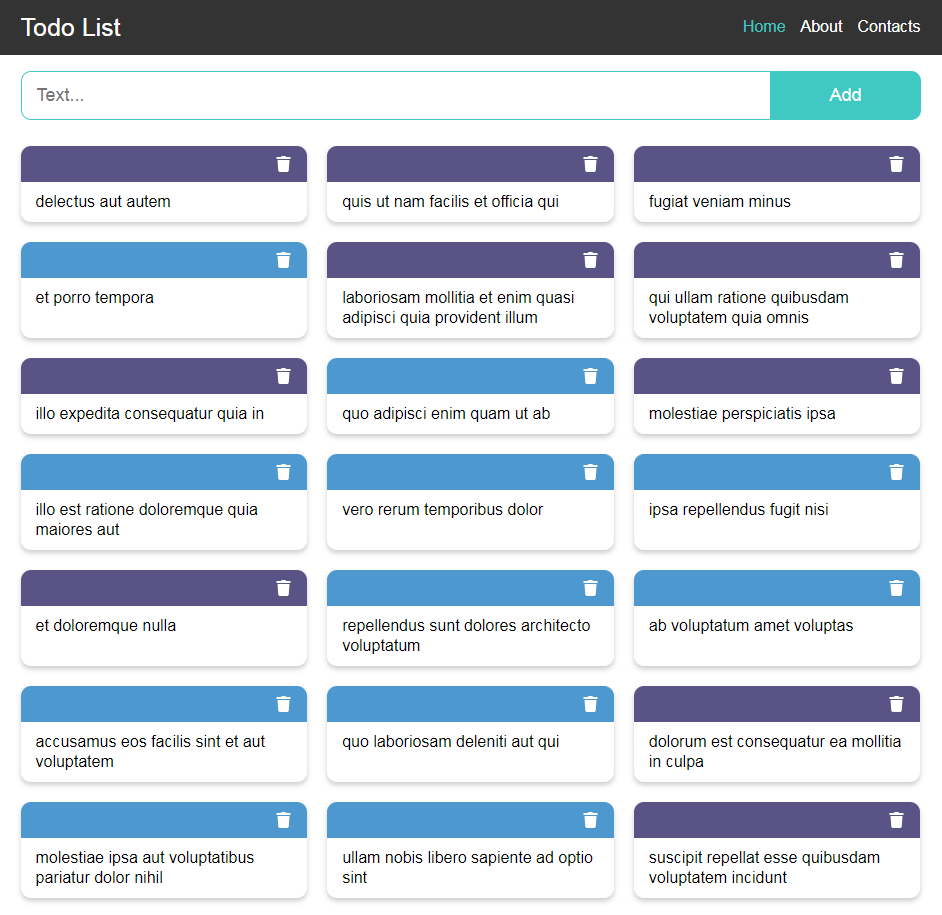 Todo List
Home About Contacts
Text...
Add
delectus aut autem
quis ut nam facilis et officia qui
fugiat veniam minus
et porro tempora
laboriosam mollitia et enim quasi
adipisci quia provident illum
qui ullam ratione quibusdam
voluptatem quia omnis
illo expedita consequatur quia in
quo adipisci enim quam ut ab
molestiae perspiciatis ipsa
illo est ratione doloremque quia
maiores aut
vero rerum temporibus dolor
ipsa repellendus fugit nisi
et doloremque nulla
repellendus sunt dolores architecto
voluptatum
ab voluptatum amet voluptas
accusamus eos facilis sint et aut
voluptatem
quo laboriosam deleniti aut qui
dolorum est consequatur ea mollitia
in culpa
molestiae ipsa aut voluptatibus
pariatur dolor nihil
ullam nobis libero sapiente ad optio
sint
suscipit repellat esse quibusdam
voluptatem incidunt